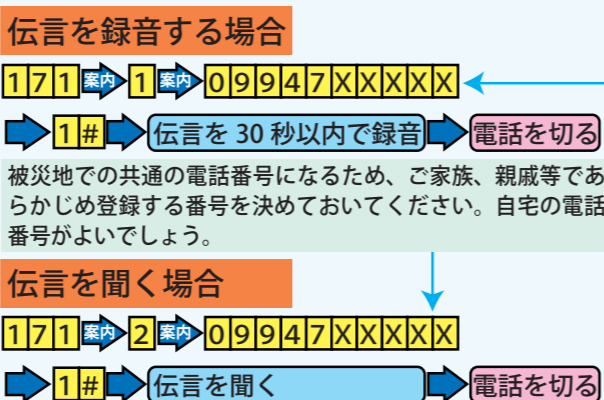 伝言を録音する場合
171 案内 1 案内 09947XXXXX
1# 伝言を 30 秒以内で録音 電話を切る
被災地での共通の電話番号になるため、ご家族、親戚等であ
らかじめ登録する番号を決めておいてください。自宅の電話
番号がよいでしょう。
伝言を聞く場合
171 案内 2 案内 09947XXXXX
1# 伝言を聞く 電話を切る